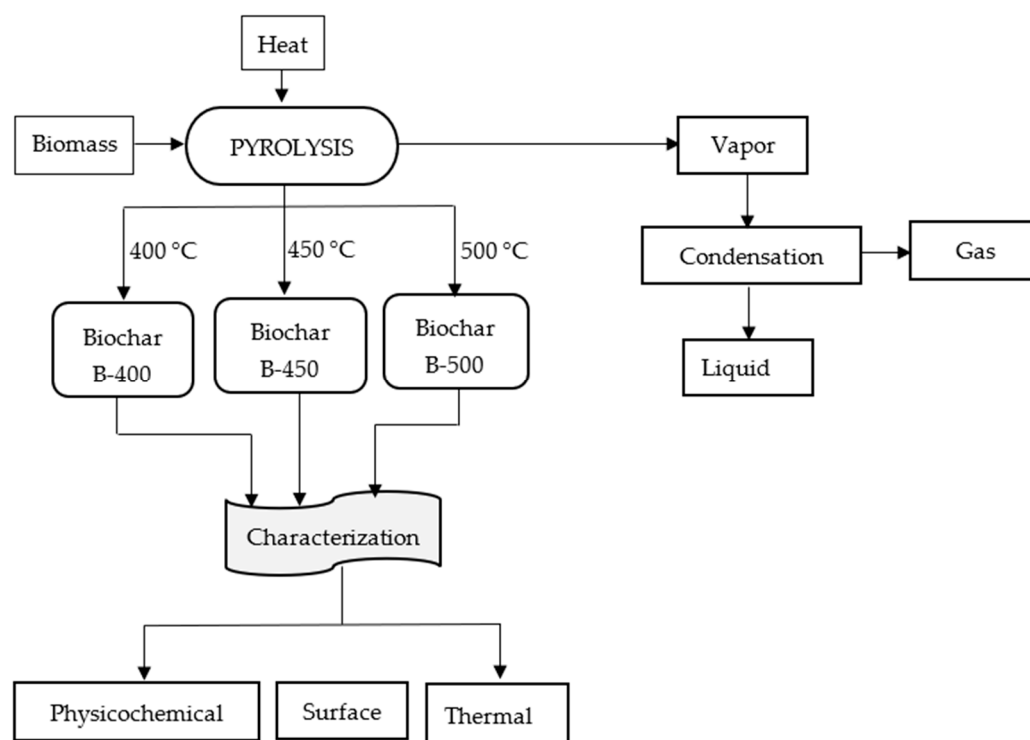 Heat
Biomass
PYROLYSIS
Vapor
400 °C
450 °C
500 °C
Condensation
Gas
Biochar
B-400
Biochar
B-450
Biochar
B-500
Liquid
Characterization
Physicochemical
Surface
Thermal